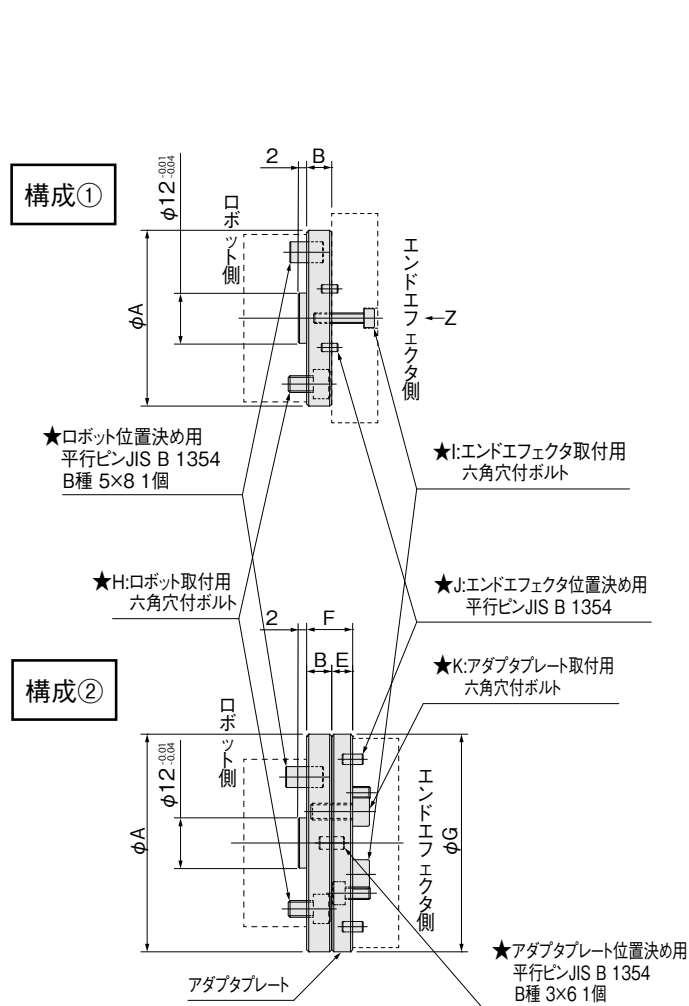 構成①
2
B
φ12 -0.01 -0.04
ロボット側
エンドエフェクタ側
φA
Z
★ロボット位置決め用
平行ピンJIS B 1354
B種 5×8 1個
★I:エンドエフェクタ取付用
六角穴付ボルト
★H:ロボット取付用
六角穴付ボルト
★J:エンドエフェクタ位置決め用
平行ピンJIS B 1354
構成②
2
F
B
E
★K:アダプタプレート取付用
六角穴付ボルト
ロボット側
φ12 -0.01 -0.04
エンドエフェクタ側
φA
φG
アダプタプレート
★アダプタプレート位置決め用
平行ピンJIS B 1354
B種 3×6 1個